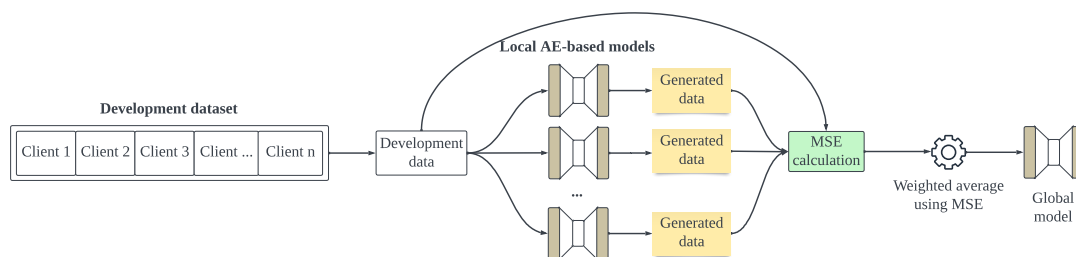 Local AE-based models
Development dataset
Client 1
Client 2
Client 3
Client ...
Client n
Development
data
Generated
data
Generated
data
...
Generated
data
MSE
calculation
Weighted average
using MSE
Global
model